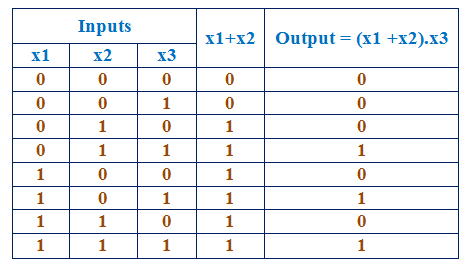 Inputs x1+x2 Output = (x1 +x2).x3
x1 x2 x3
0 0 0 0 0
0 0 1 0 0
0 1 0 1 0
0 1 1 1 1
1 0 0 1 0
1 0 1 1 1
1 1 0 1 0
1 1 1 1 1